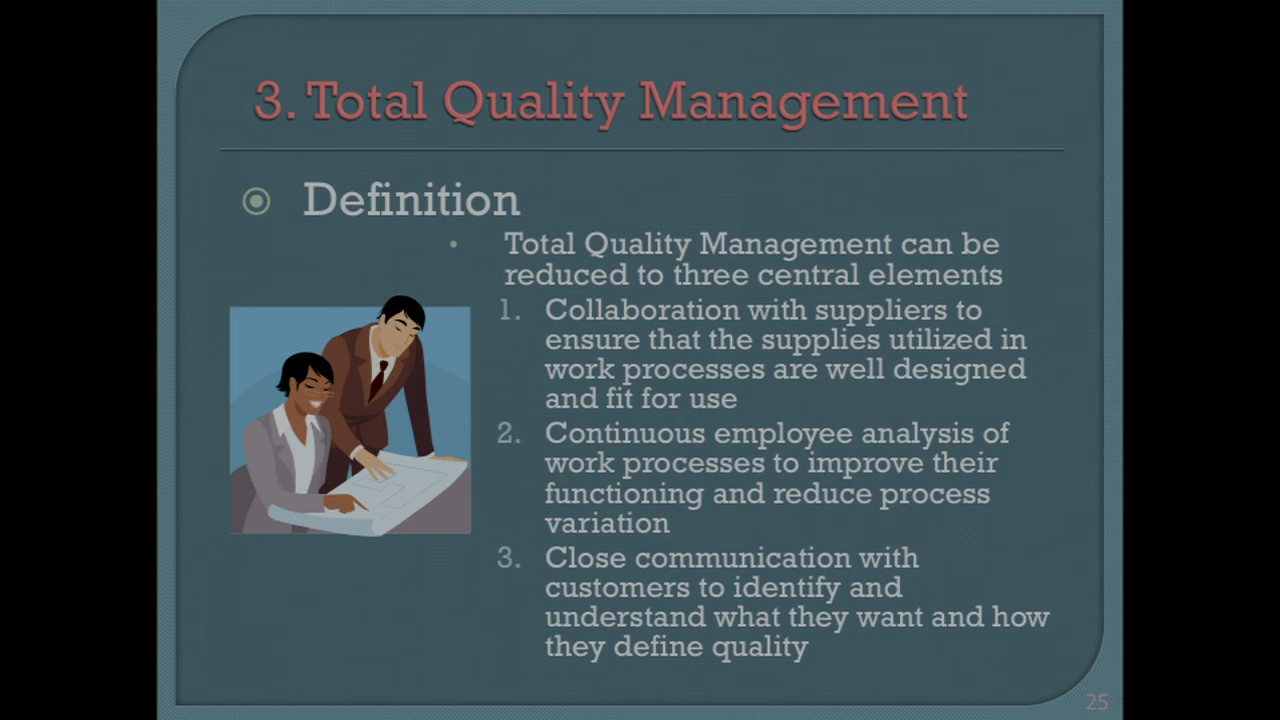 3. Total Quality Management
Definition
• Total Quality Management can be
reduced to three central elements
1. Collaboration with suppliers to
ensure that the supplies utilized in
work processes are well designed
and fit for use
2. Continuous employee analysis of
work processes to improve their
functioning and reduce process
variation
3. Close communication with
customers to identify and
understand what they want and how
they define quality
25